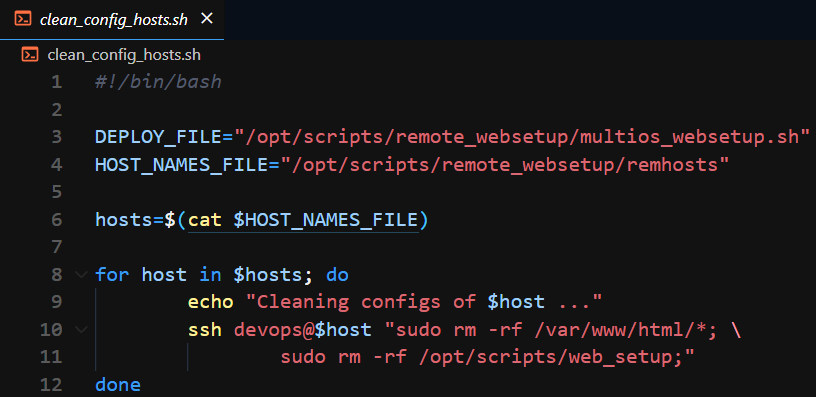 clean_config_hosts.sh ×
clean_config_hosts.sh
1 #!/bin/bash
2
3 DEPLOY_FILE="/opt/scripts/remote_websetup/multios_websetup.sh"
4 HOST_NAMES_FILE="/opt/scripts/remote_websetup/remhosts"
5
6 hosts=$(cat $HOST_NAMES_FILE)
7
8 for host in $hosts; do
9 echo "Cleaning configs of $host ..."
10 ssh devops@$host "sudo rm -rf /var/www/html/*; \
11 sudo rm -rf /opt/scripts/web_setup;"
12 done